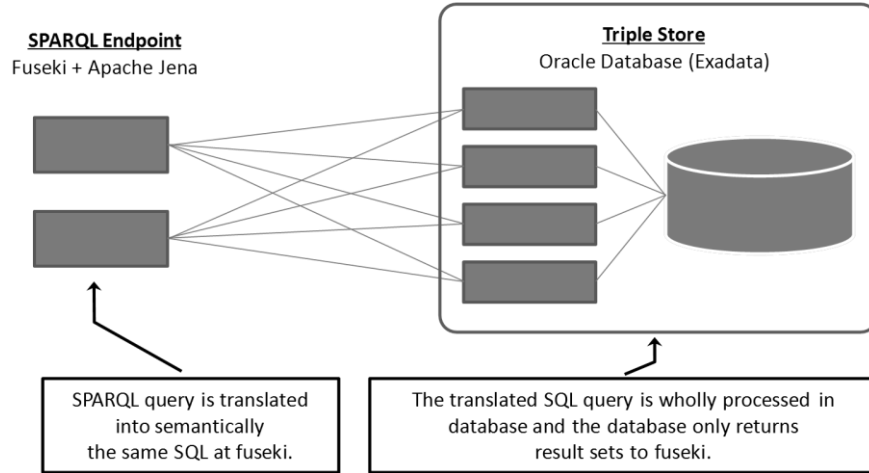 SPARQL Endpoint
Fuseki + Apache Jena
Triple Store
Oracle Database (Exadata)
SPARQL query is translated
into semantically
the same SQL at fuseki.
The translated SQL query is wholly processed in
database and the database only returns
result sets to fuseki.